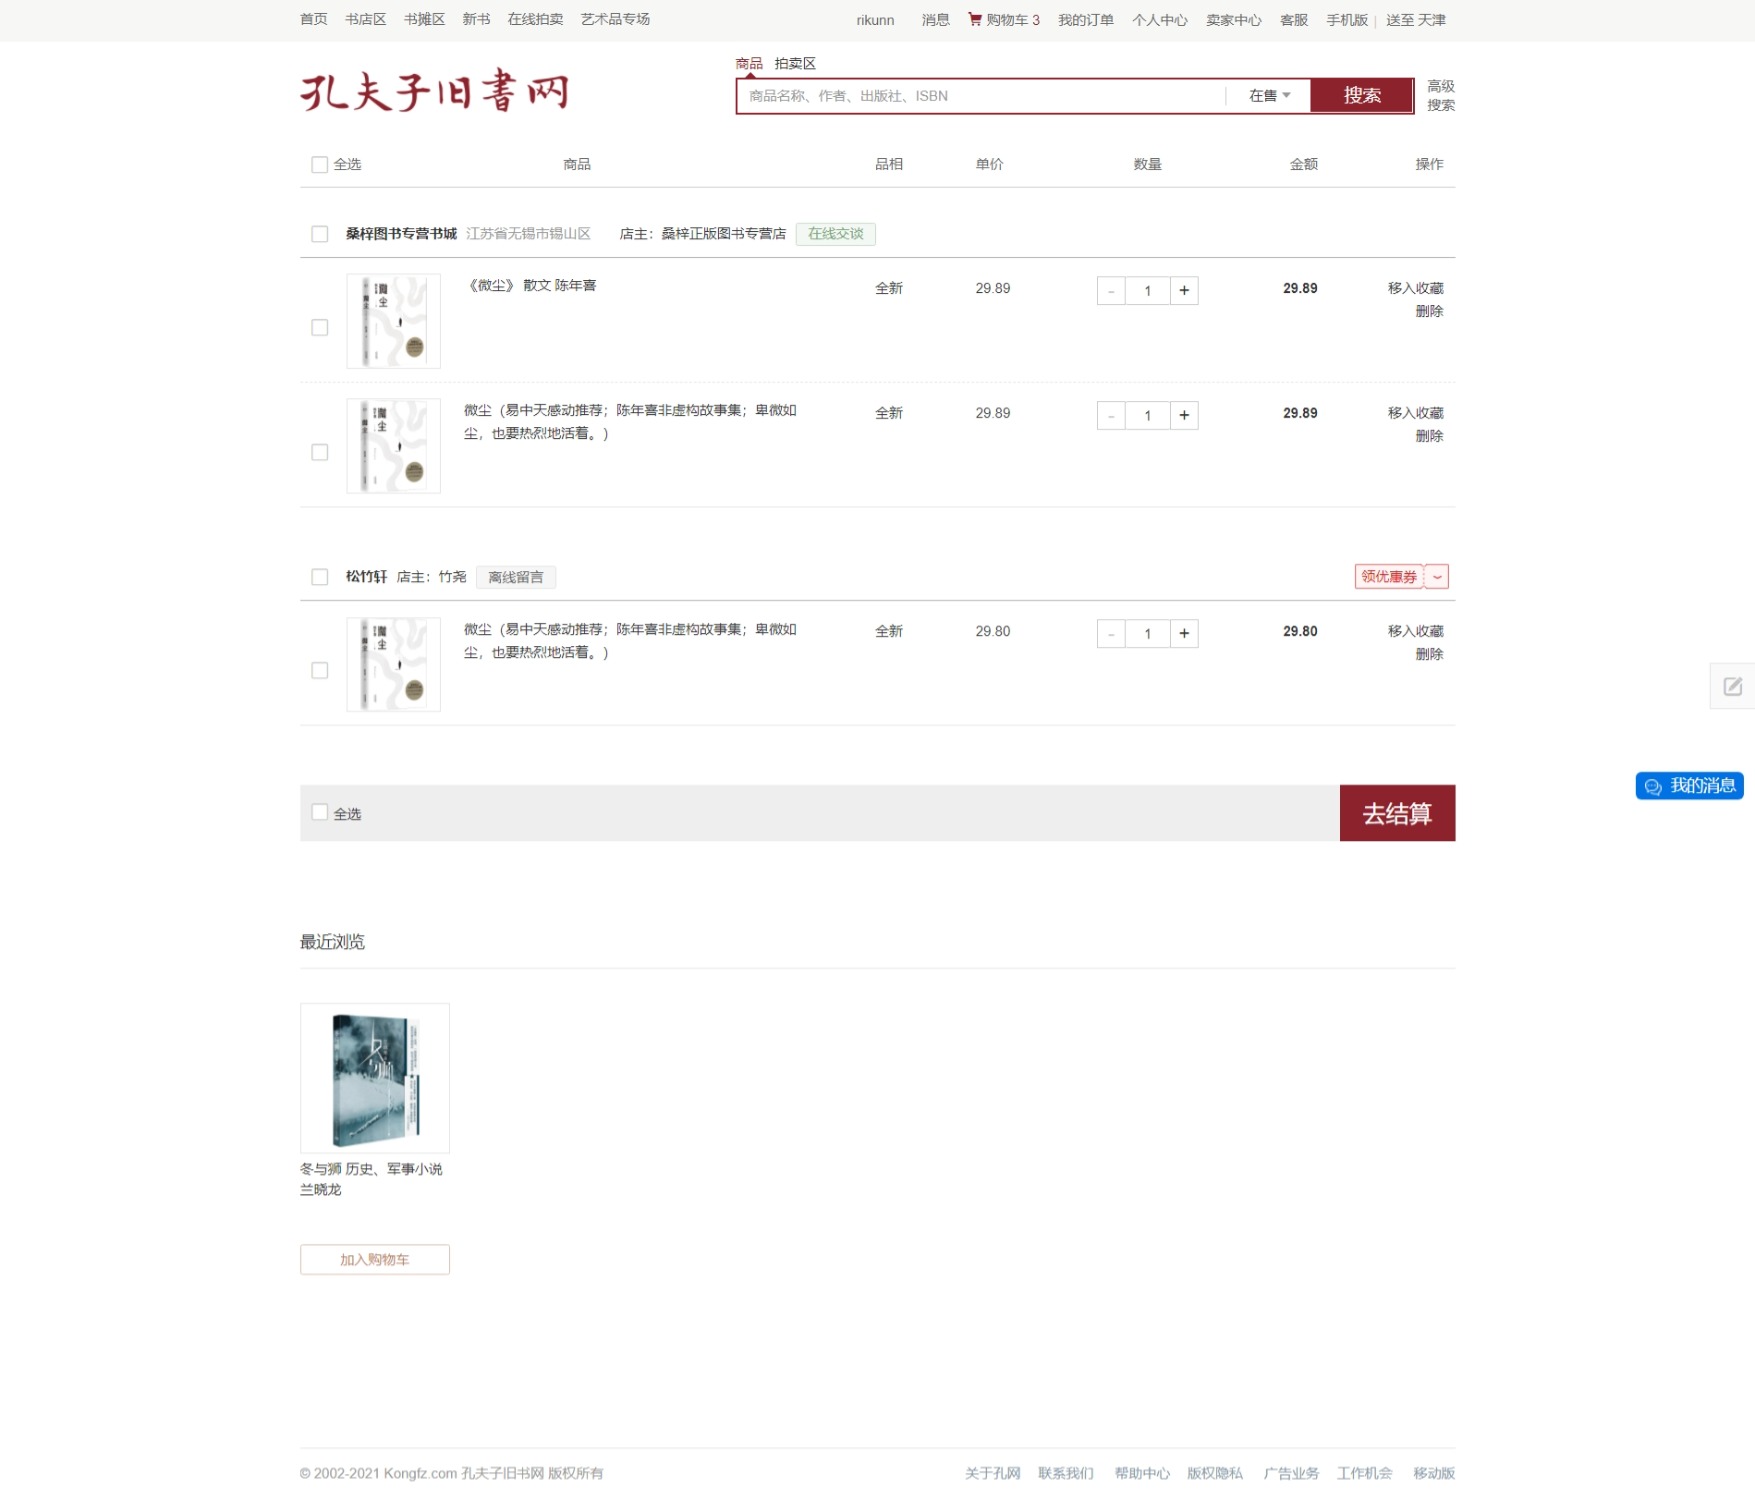 首页 书店区 书摊区 新书 在线拍卖 艺术品专场 rikunn 消息 购物车 3 我的订单 个人中心 卖家中心 客服 手机版 | 送至 天津
孔夫子旧書网
商品 拍卖区
商品名称、作者、出版社、ISBN 在售 搜索
高级
搜索
全选 商品 品相 单价 数量 金额 操作
桑梓图书专营书城 江苏省无锡市锡山区 店主：桑梓正版图书专营店 在线交谈
《微尘》 散文 陈年喜 全新 29.89 - 1 + 29.89 移入收藏
删除
微尘
微尘（易中天感动推荐；陈年喜非虚构故事集；卑微如 全新 29.89 - 1 + 29.89 移入收藏
尘，也要热烈地活着。） 删除
微尘
松竹轩 店主：竹尧 离线留言 领优惠券
微尘（易中天感动推荐；陈年喜非虚构故事集；卑微如 全新 29.80 - 1 + 29.80 移入收藏
尘，也要热烈地活着。） 删除
微尘
我的消息
全选 去结算
最近浏览
冬与狮 历史、军事小说
兰晓龙
加入购物车
© 2002-2021 Kongfz.com 孔夫子旧书网 版权所有 关于孔网 联系我们 帮助中心 版权隐私 广告业务 工作机会 移动版